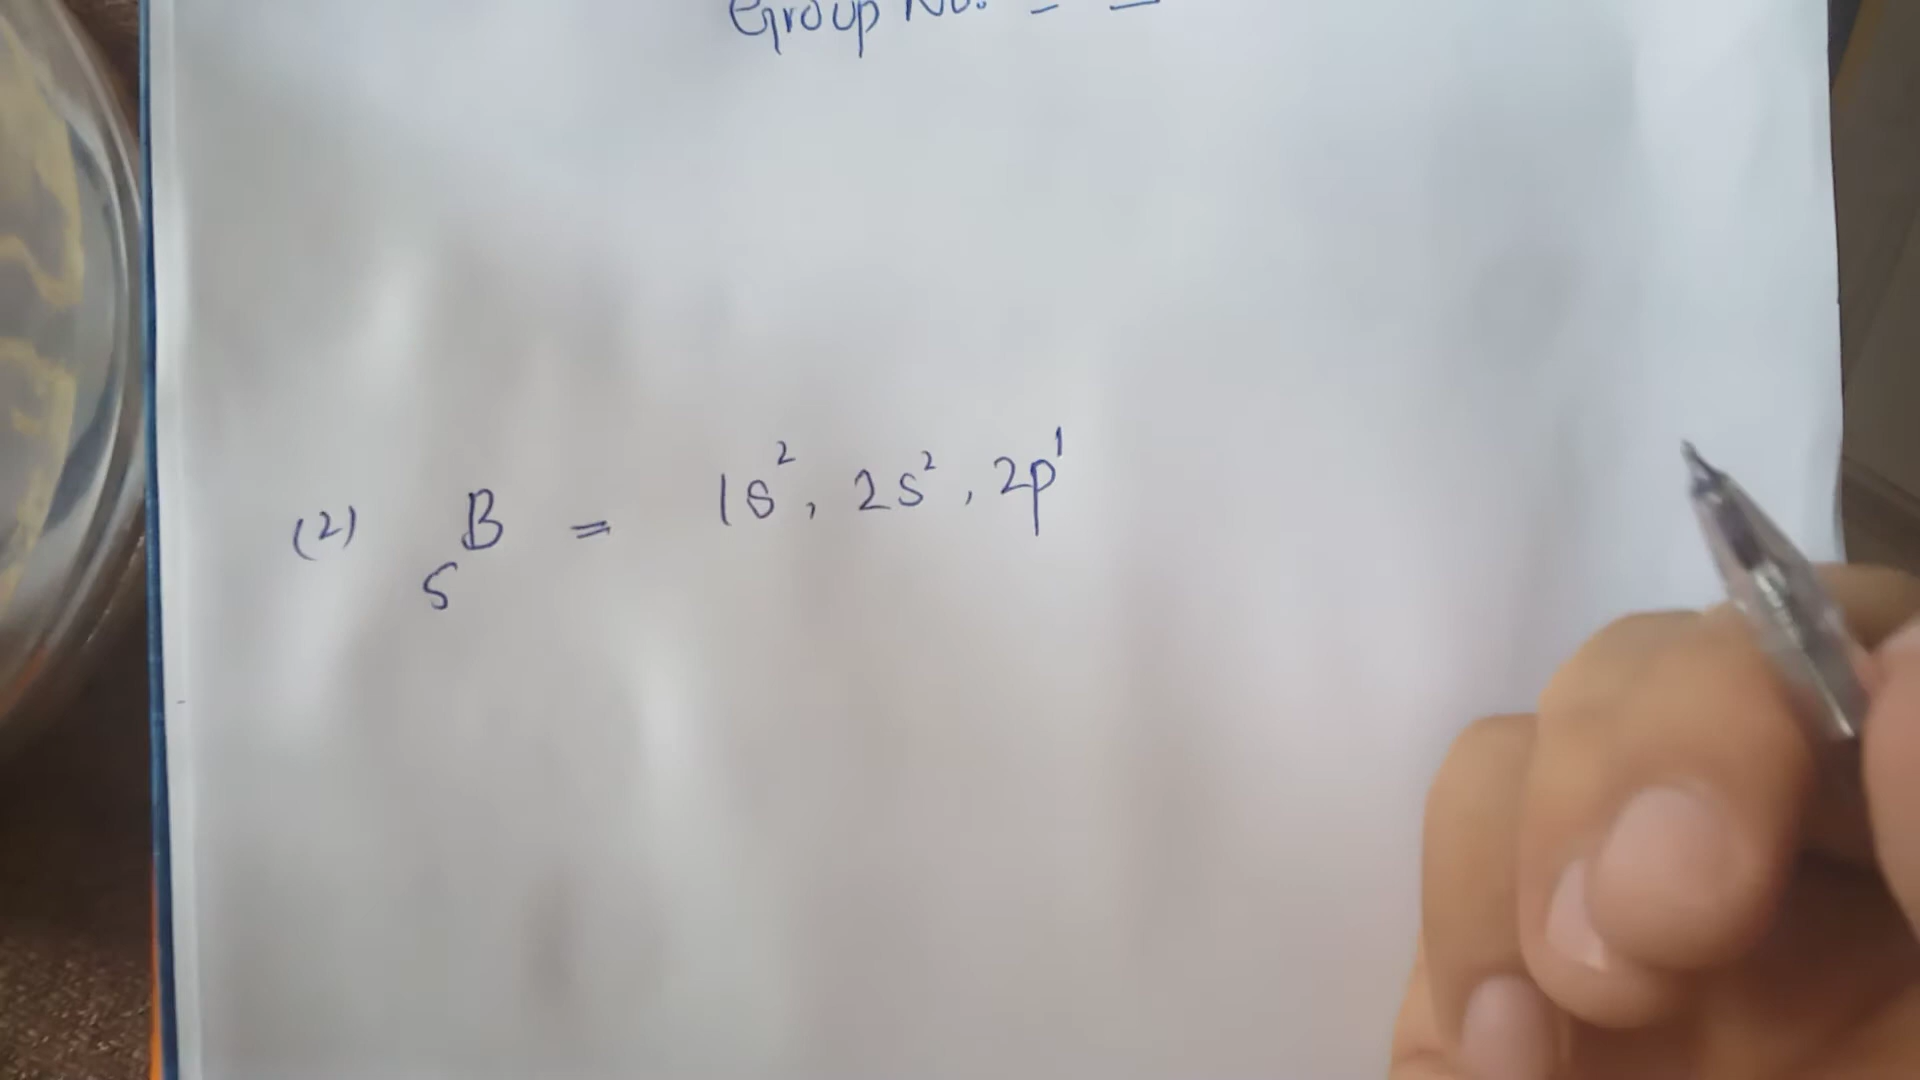 Group No. =
(2) ₅B = 1s², 2s², 2p¹